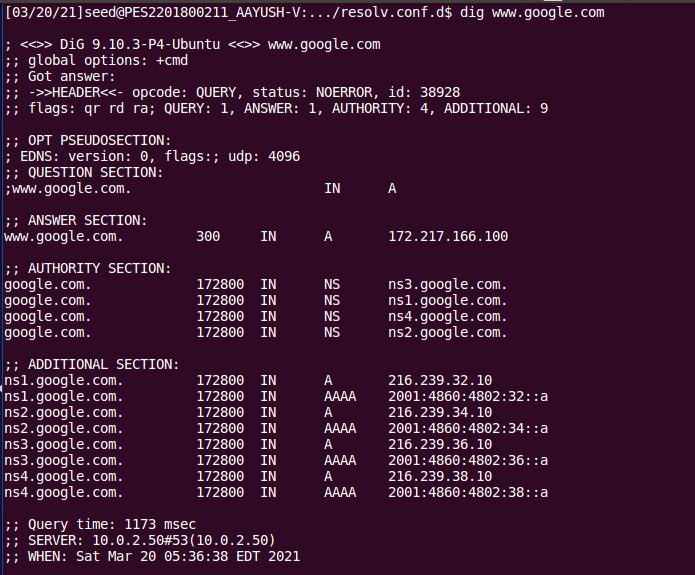 [03/20/21]seed@PES2201800211_AAYUSH-V:.../resolv.conf.d$ dig www.google.com
; <<>> DiG 9.10.3-P4-Ubuntu <<>> www.google.com
;; global options: +cmd
;; Got answer:
;; ->>HEADER<<- opcode: QUERY, status: NOERROR, id: 38928
;; flags: qr rd ra; QUERY: 1, ANSWER: 1, AUTHORITY: 4, ADDITIONAL: 9
;; OPT PSEUDOSECTION:
; EDNS: version: 0, flags:; udp: 4096
;; QUESTION SECTION:
;www.google.com. IN A
;; ANSWER SECTION:
www.google.com. 300 IN A 172.217.166.100
;; AUTHORITY SECTION:
google.com. 172800 IN NS ns3.google.com.
google.com. 172800 IN NS ns1.google.com.
google.com. 172800 IN NS ns4.google.com.
google.com. 172800 IN NS ns2.google.com.
;; ADDITIONAL SECTION:
ns1.google.com. 172800 IN A 216.239.32.10
ns1.google.com. 172800 IN AAAA 2001:4860:4802:32::a
ns2.google.com. 172800 IN A 216.239.34.10
ns2.google.com. 172800 IN AAAA 2001:4860:4802:34::a
ns3.google.com. 172800 IN A 216.239.36.10
ns3.google.com. 172800 IN AAAA 2001:4860:4802:36::a
ns4.google.com. 172800 IN A 216.239.38.10
ns4.google.com. 172800 IN AAAA 2001:4860:4802:38::a
;; Query time: 1173 msec
;; SERVER: 10.0.2.50#53(10.0.2.50)
;; WHEN: Sat Mar 20 05:36:38 EDT 2021